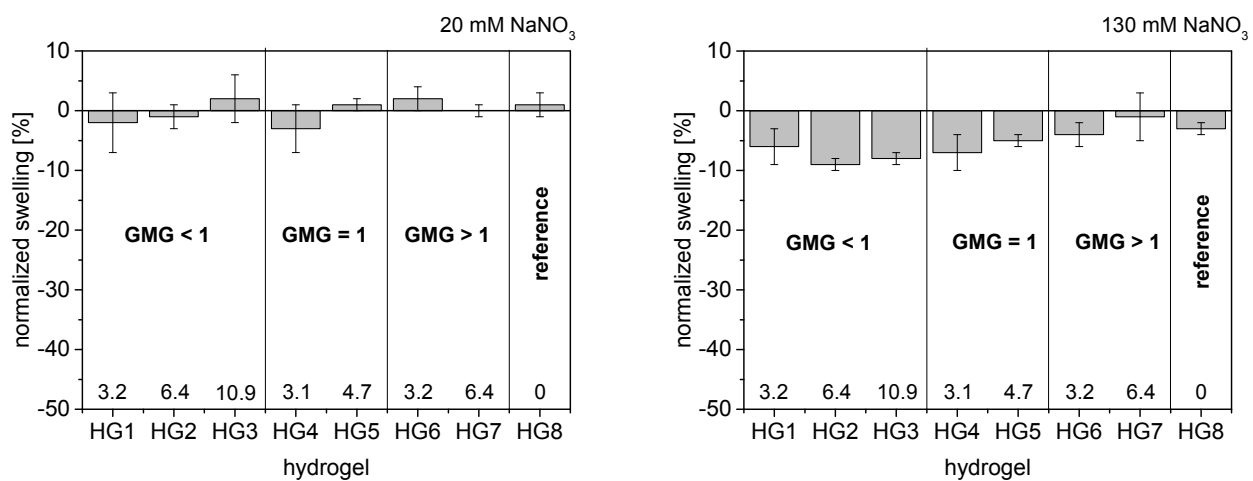 20 mM NaNO₃
10
0
-10
-20
-30
-40
-50
normalized swelling [%]
GMG < 1
GMG = 1
GMG > 1
reference
3.2 6.4 10.9 3.1 4.7 3.2 6.4 0
HG1 HG2 HG3 HG4 HG5 HG6 HG7 HG8
hydrogel
130 mM NaNO₃
10
0
-10
-20
-30
-40
-50
normalized swelling [%]
GMG < 1
GMG = 1
GMG > 1
reference
3.2 6.4 10.9 3.1 4.7 3.2 6.4 0
HG1 HG2 HG3 HG4 HG5 HG6 HG7 HG8
hydrogel